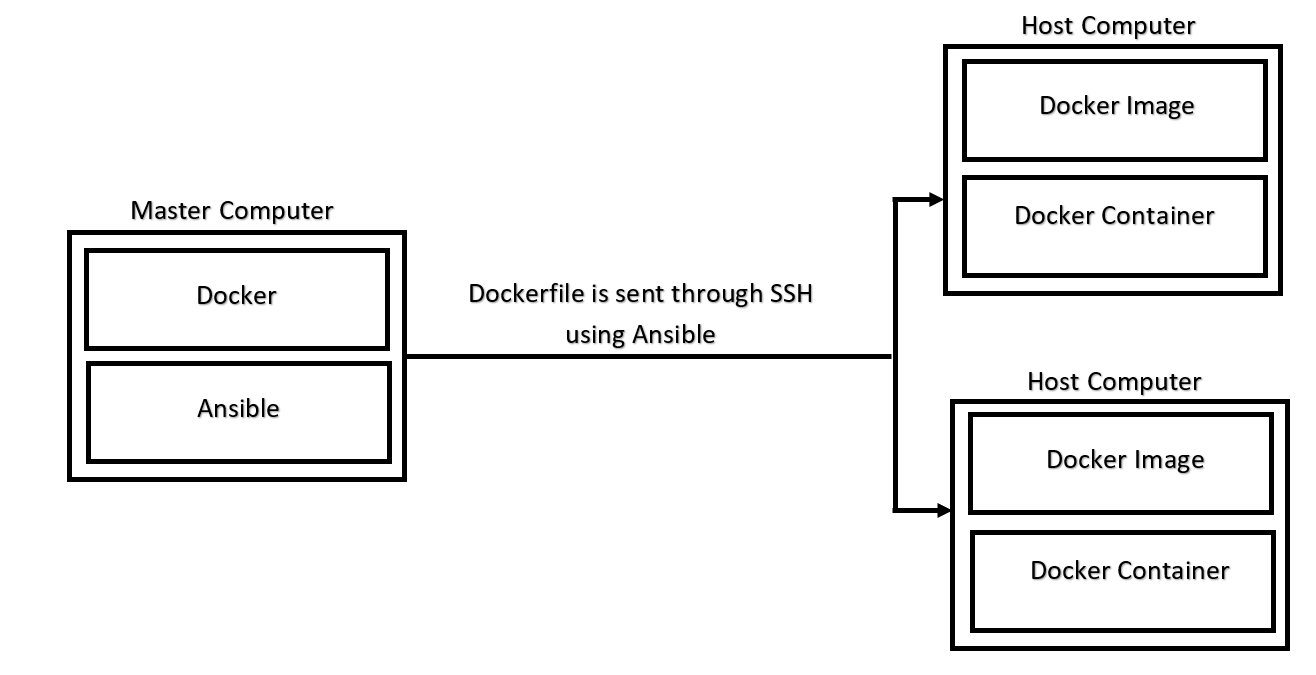 Master Computer
Docker
Ansible
Dockerfile is sent through SSH
using Ansible
Host Computer
Docker Image
Docker Container
Host Computer
Docker Image
Docker Container